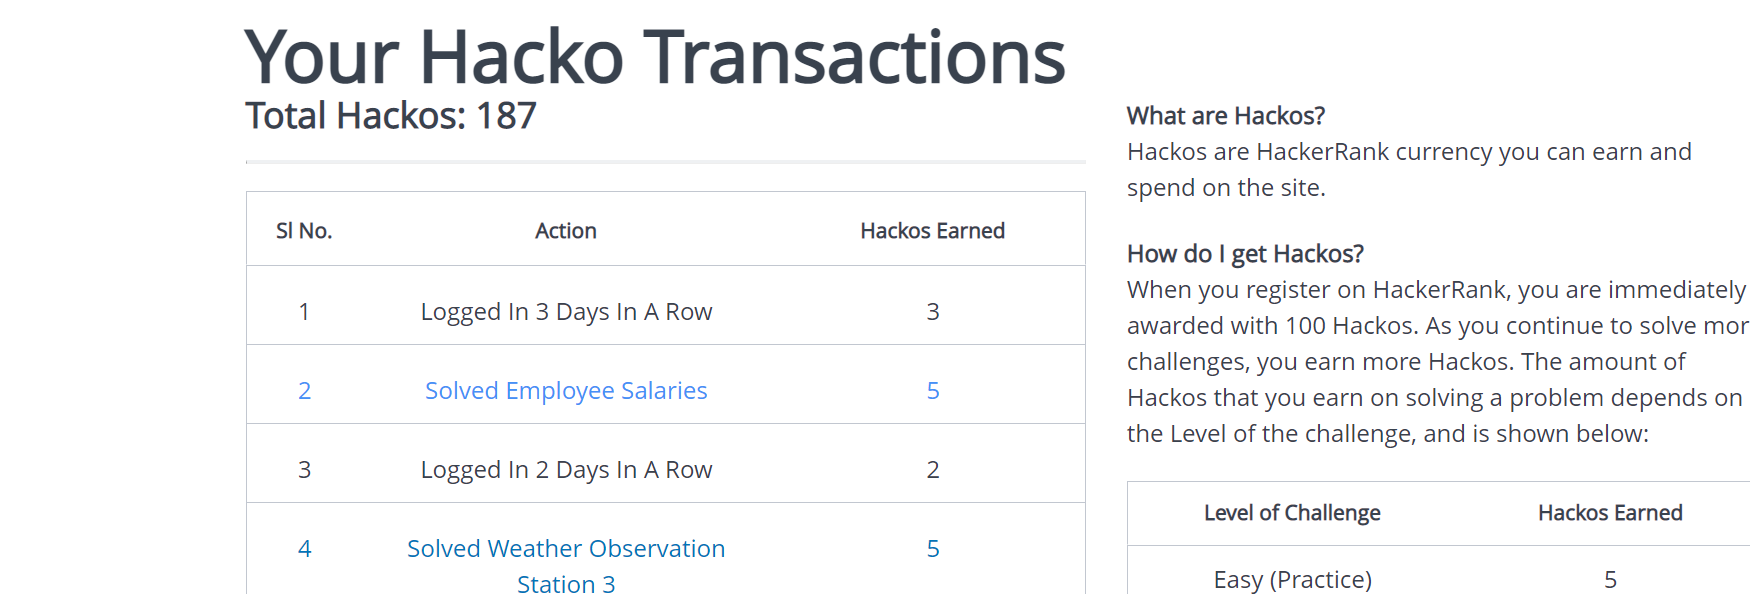 Your Hacko Transactions
Total Hackos: 187
Sl No. Action Hackos Earned
1 Logged In 3 Days In A Row 3
2 Solved Employee Salaries 5
3 Logged In 2 Days In A Row 2
4 Solved Weather Observation 5
Station 3
What are Hackos?
Hackos are HackerRank currency you can earn and
spend on the site.
How do I get Hackos?
When you register on HackerRank, you are immediately
awarded with 100 Hackos. As you continue to solve mor
challenges, you earn more Hackos. The amount of
Hackos that you earn on solving a problem depends on
the Level of the challenge, and is shown below:
Level of Challenge Hackos Earned
Easy (Practice) 5